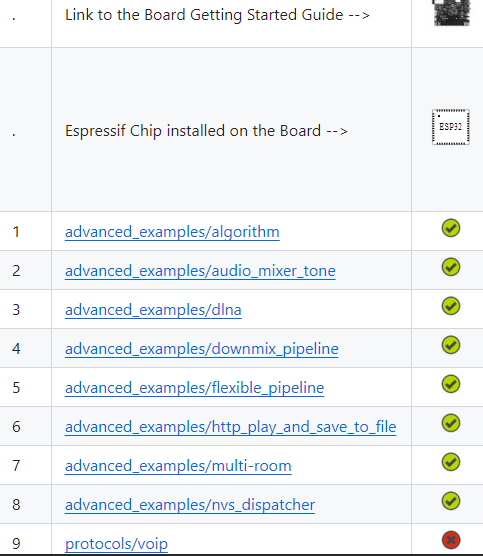 . Link to the Board Getting Started Guide -->
. Espressif Chip installed on the Board --> ESP32
1 advanced_examples/algorithm
2 advanced_examples/audio_mixer_tone
3 advanced_examples/dlna
4 advanced_examples/downmix_pipeline
5 advanced_examples/flexible_pipeline
6 advanced_examples/http_play_and_save_to_file
7 advanced_examples/multi-room
8 advanced_examples/nvs_dispatcher
9 protocols/voip